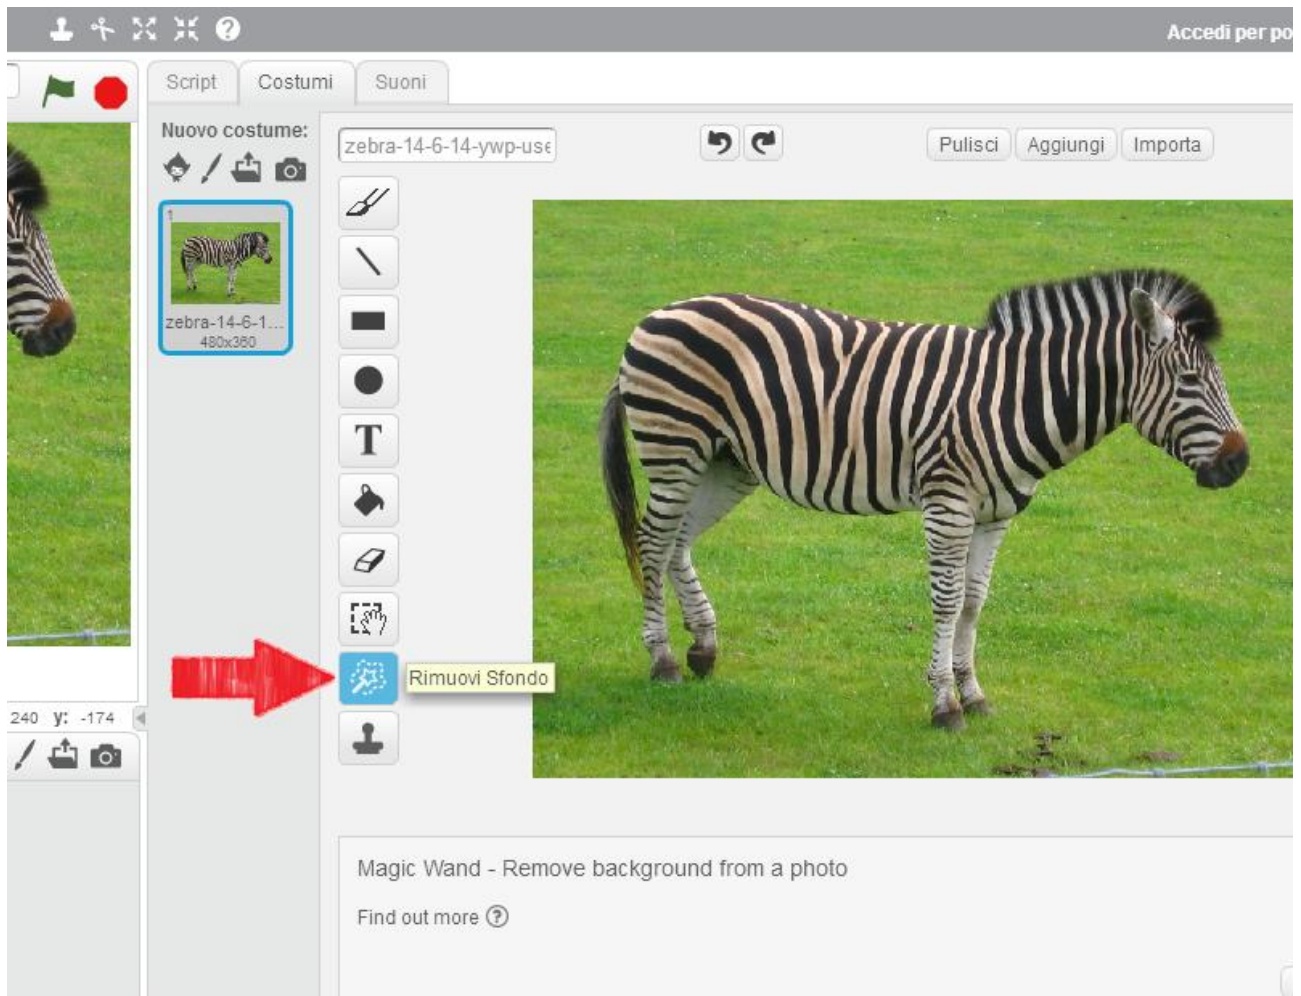 Accedi per po
Script
Costumi
Suoni
Nuovo costume:
zebra-14-6-14-ywp-use
Pulisci
Aggiungi
Importa
1
zebra-14-6-1...
480x360
T
Rimuovi Sfondo
240 y: -174
Magic Wand - Remove background from a photo
Find out more ?